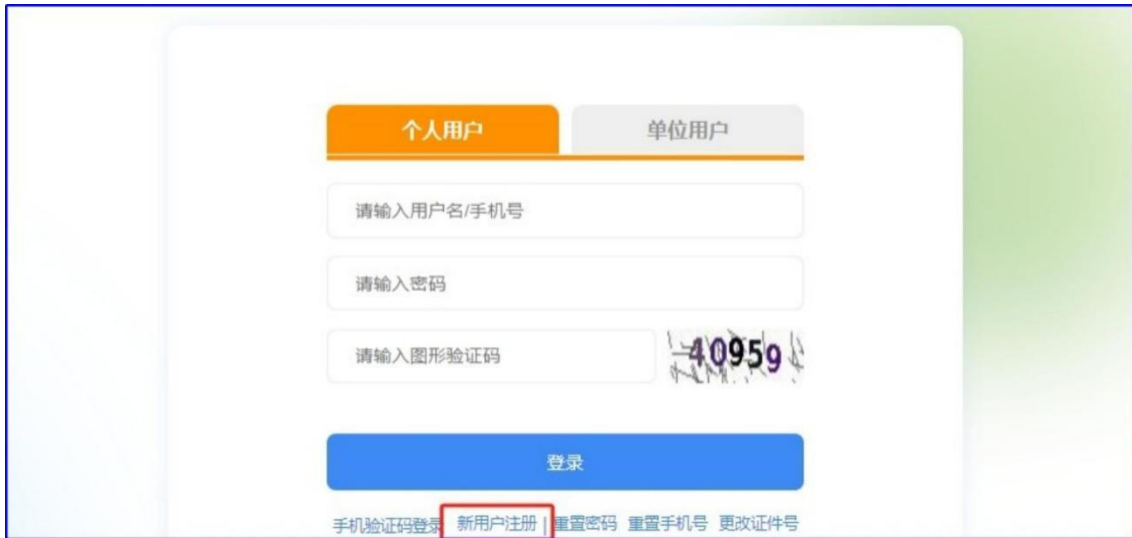 个人用户 单位用户
请输入用户名/手机号
请输入密码
请输入图形验证码 40959
登录
手机验证码登录 新用户注册 | 重置密码 重置手机号 更改证件号